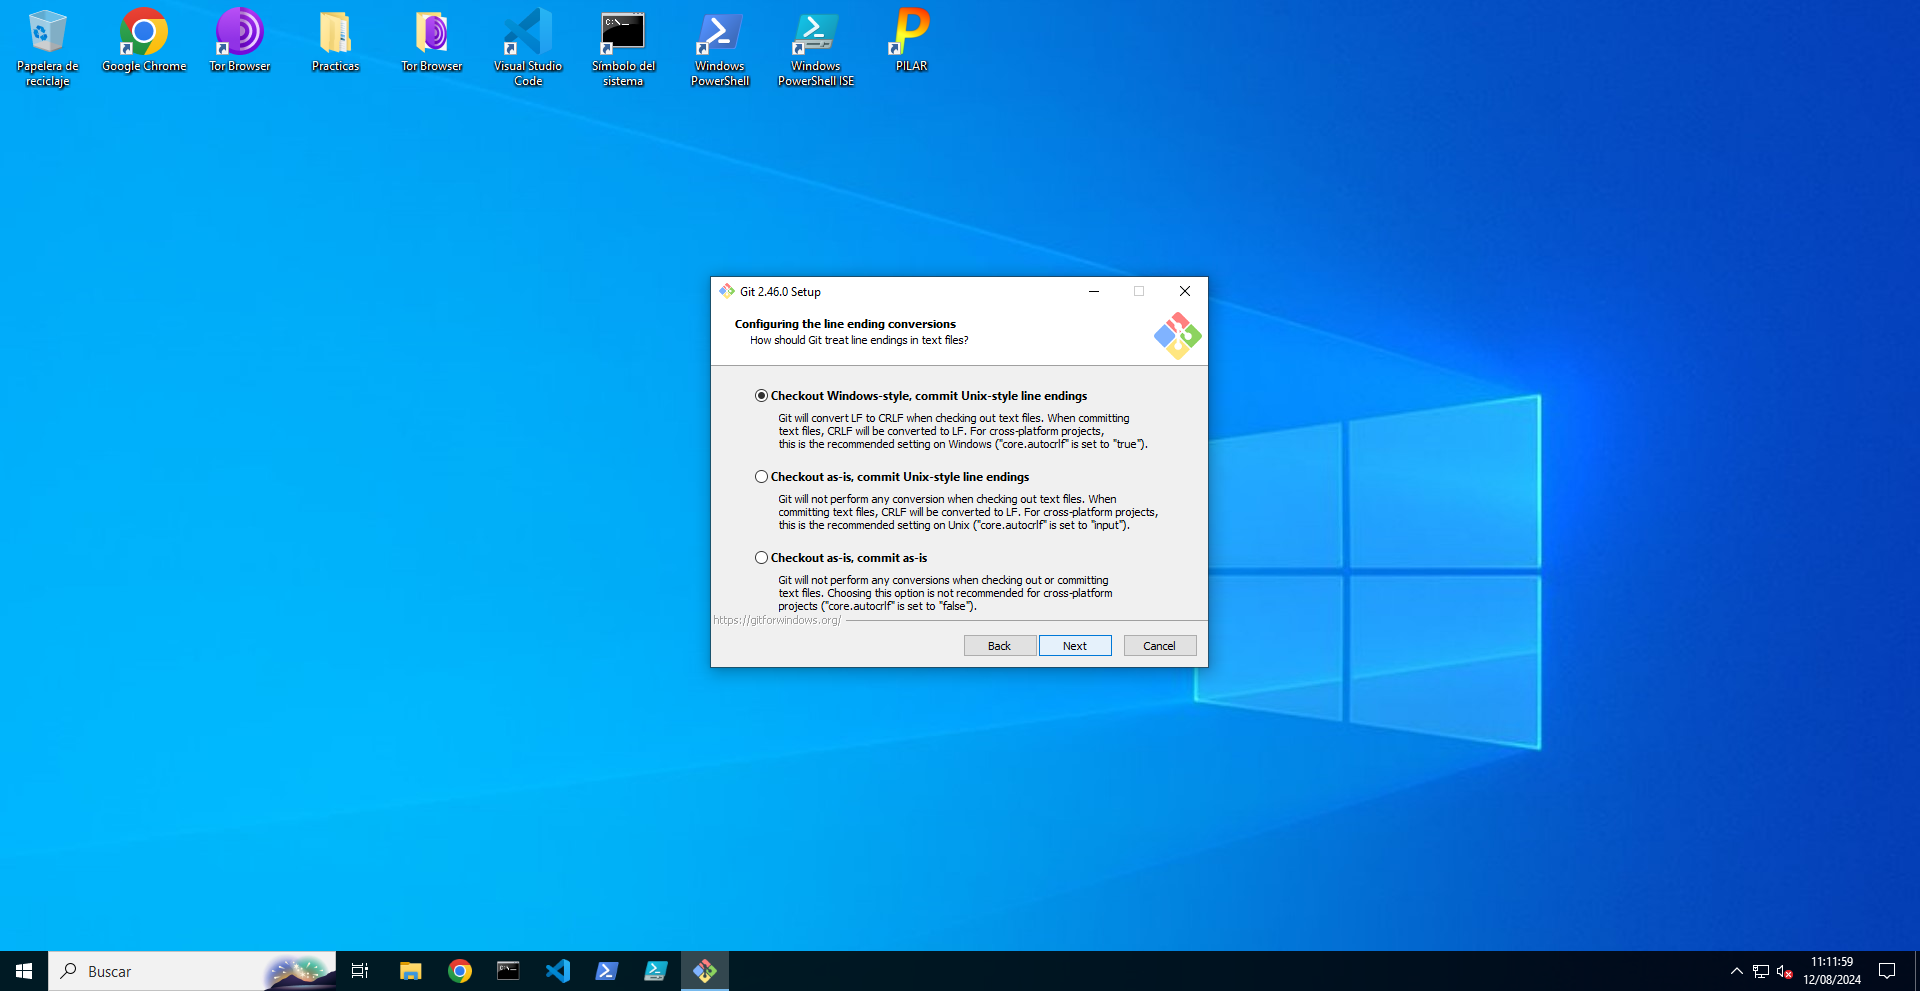 Papelera de
reciclaje
Google Chrome
Tor Browser
Practicas
Tor Browser
Visual Studio
Code
C:\._
Símbolo del
sistema
Windows
PowerShell
Windows
PowerShell ISE
P
PILAR
Git 2.46.0 Setup
Configuring the line ending conversions
How should Git treat line endings in text files?
Checkout Windows-style, commit Unix-style line endings
Git will convert LF to CRLF when checking out text files. When committing
text files, CRLF will be converted to LF. For cross-platform projects,
this is the recommended setting on Windows ("core.autocrlf" is set to "true").
Checkout as-is, commit Unix-style line endings
Git will not perform any conversion when checking out text files. When
committing text files, CRLF will be converted to LF. For cross-platform projects,
this is the recommended setting on Unix ("core.autocrlf" is set to "input").
Checkout as-is, commit as-is
Git will not perform any conversions when checking out or committing
text files. Choosing this option is not recommended for cross-platform
projects ("core.autocrlf" is set to "false").
https://gitforwindows.org/
Back
Next
Cancel
Buscar
11:11:59
12/08/2024